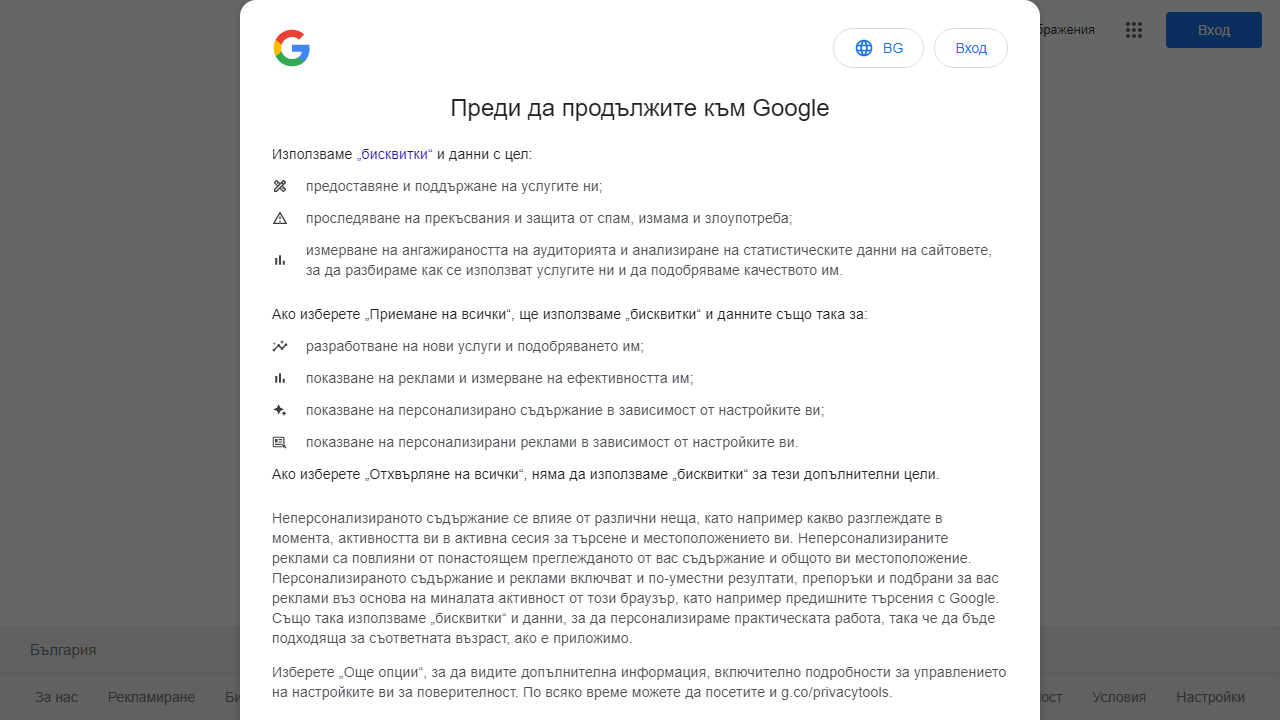 BG
Вход
Вход
Преди да продължите към Google
Използваме „бисквитки“ и данни с цел:
предоставяне и поддържане на услугите ни;
проследяване на прекъсвания и защита от спам, измама и злоупотреба;
измерване на ангажираността на аудиторията и анализиране на статистическите данни на сайтовете,
за да разбираме как се използват услугите ни и да подобряваме качеството им.
Ако изберете „Приемане на всички“, ще използваме „бисквитки“ и данните също така за:
разработване на нови услуги и подобряването им;
показване на реклами и измерване на ефективността им;
показване на персонализирано съдържание в зависимост от настройките ви;
показване на персонализирани реклами в зависимост от настройките ви.
Ако изберете „Отхвърляне на всички“, няма да използваме „бисквитки“ за тези допълнителни цели.
Неперсонализираното съдържание се влияе от различни неща, като например какво разглеждате в
момента, активността ви в активна сесия за търсене и местоположението ви. Неперсонализираните
реклами са повлияни от понастоящем преглежданото от вас съдържание и общото ви местоположение.
Персонализираното съдържание и реклами включват и по-уместни резултати, препоръки и подбрани за вас
реклами въз основа на миналата активност от този браузър, като например предишните търсения с Google.
Също така използваме „бисквитки“ и данни, за да персонализираме практическата работа, така че да бъде
подходяща за съответната възраст, ако е приложимо.
Изберете „Още опции“, за да видите допълнителна информация, включително подробности за управлението
на настройките ви за поверителност. По всяко време можете да посетите и g.co/privacytools.
България
За нас Рекламиране Условия Настройки